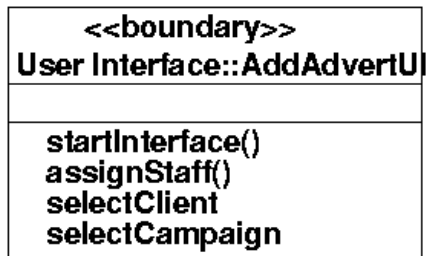 <<boundary>>
User Interface::AddAdvertUI
startInterface()
assignStaff()
selectClient
selectCampaign